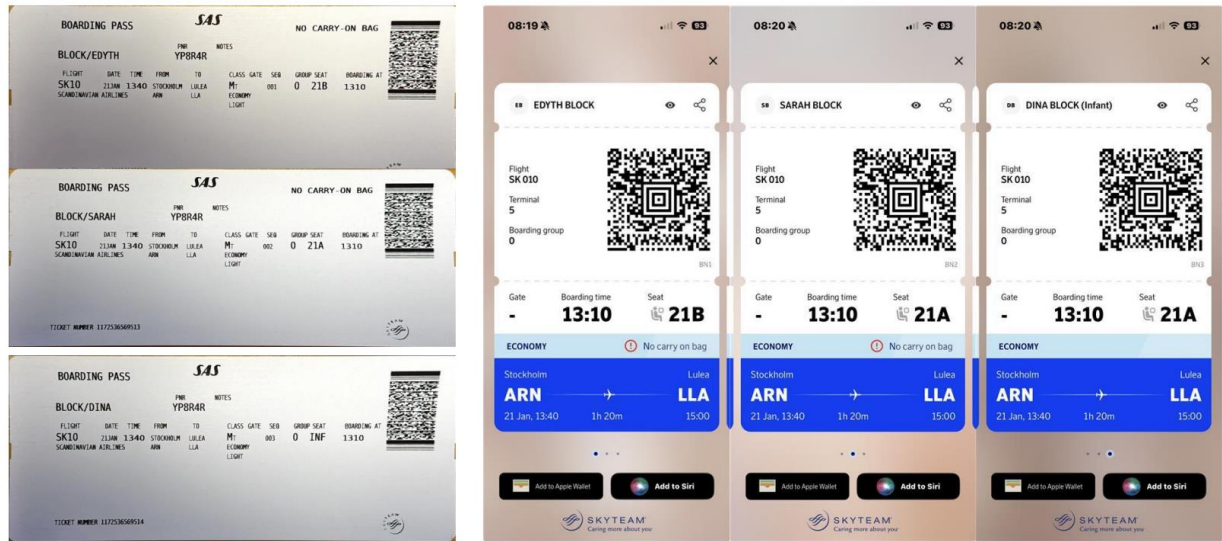 BOARDING PASS SAS NO CARRY-ON BAG
PNR NOTES
BLOCK/EDYTH YP8R4R
FLIGHT DATE TIME FROM TO CLASS GATE SEQ GROUP SEAT BOARDING AT
SK10 21JAN 1340 STOCKHOLM LULEA MT 001 0 21B 1310
SCANDINAVIAN AIRLINES ARN LLA ECONOMY
LIGHT
BOARDING PASS SAS NO CARRY-ON BAG
PNR NOTES
BLOCK/SARAH YP8R4R
FLIGHT DATE TIME FROM TO CLASS GATE SEQ GROUP SEAT BOARDING AT
SK10 21JAN 1340 STOCKHOLM LULEA MT 002 0 21A 1310
SCANDINAVIAN AIRLINES ARN LLA ECONOMY
LIGHT
TICKET NUMBER 1172536569513
BOARDING PASS SAS
PNR NOTES
BLOCK/DINA YP8R4R
FLIGHT DATE TIME FROM TO CLASS GATE SEQ GROUP SEAT BOARDING AT
SK10 21JAN 1340 STOCKHOLM LULEA MT 003 0 INF 1310
SCANDINAVIAN AIRLINES ARN LLA ECONOMY
LIGHT
TICKET NUMBER 1172536569514
08:19 93
EB EDYTH BLOCK
Flight
SK 010
Terminal
5
Boarding group
0
BN1
Gate Boarding time Seat
- 13:10 21B
ECONOMY No carry on bag
Stockholm Lulea
ARN LLA
21 Jan, 13:40 1h 20m 15:00
Add to Apple Wallet Add to Siri
SKYTEAM
Caring more about you
08:20 93
SB SARAH BLOCK
Flight
SK 010
Terminal
5
Boarding group
0
BN2
Gate Boarding time Seat
- 13:10 21A
ECONOMY No carry on bag
Stockholm Lulea
ARN LLA
21 Jan, 13:40 1h 20m 15:00
Add to Apple Wallet Add to Siri
SKYTEAM
Caring more about you
08:20 93
DB DINA BLOCK (Infant)
Flight
SK 010
Terminal
5
Boarding group
0
BN3
Gate Boarding time Seat
- 13:10 21A
ECONOMY
Stockholm Lulea
ARN LLA
21 Jan, 13:40 1h 20m 15:00
Add to Apple Wallet Add to Siri
SKYTEAM
Caring more about you